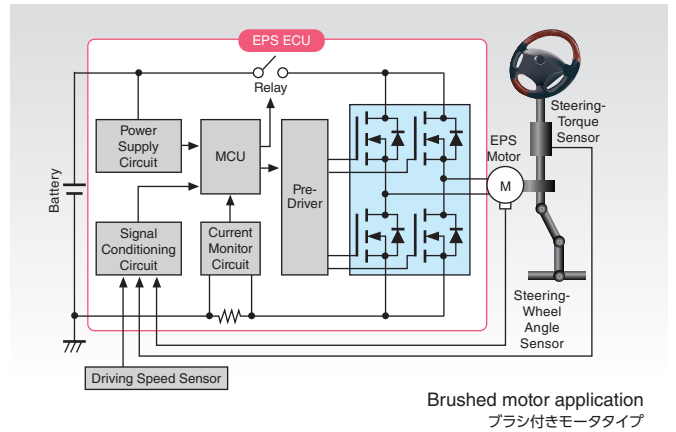 EPS ECU
Relay
Steering-
Torque
Sensor
Power
Supply
Circuit
MCU
EPS
Motor
Pre-
Driver
M
Battery
Signal
Conditioning
Circuit
Current
Monitor
Circuit
Steering-
Wheel
Angle
Sensor
Driving Speed Sensor
Brushed motor application
ブラシ付きモータタイプ